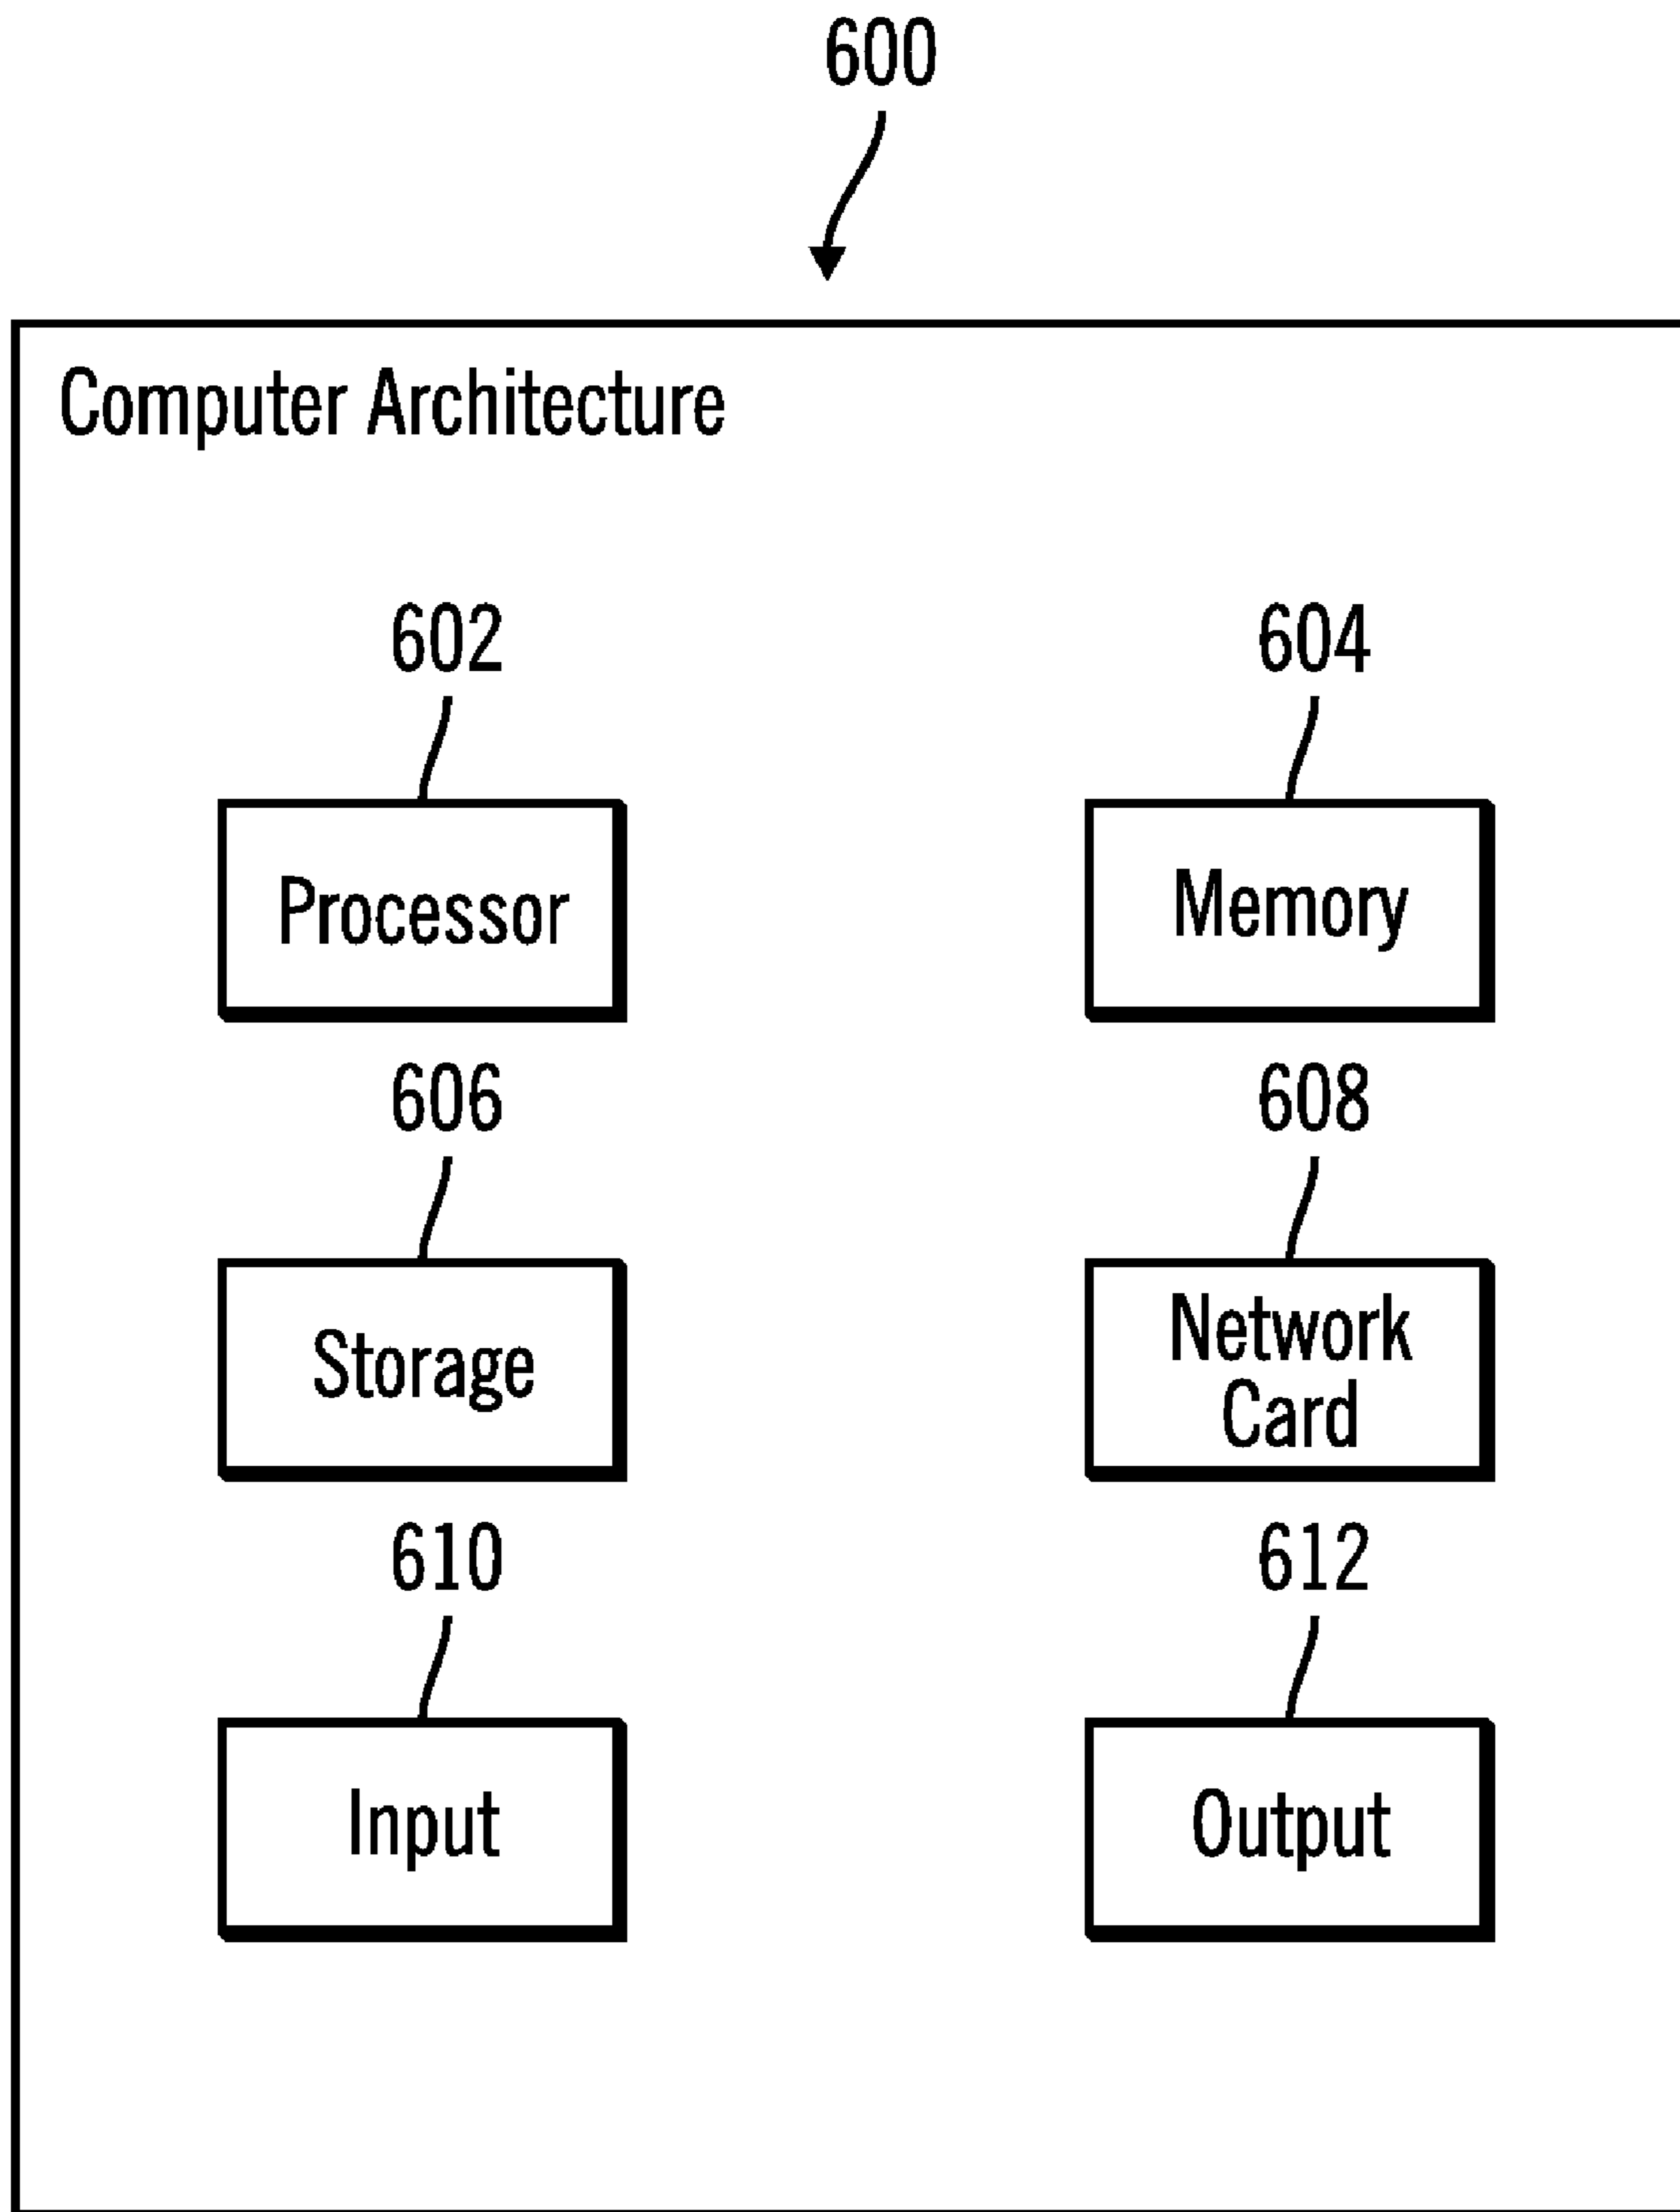 600
Computer Architecture
602
604
Processor
Memory
606
608
Storage
Network
Card
610
612
Input
Output